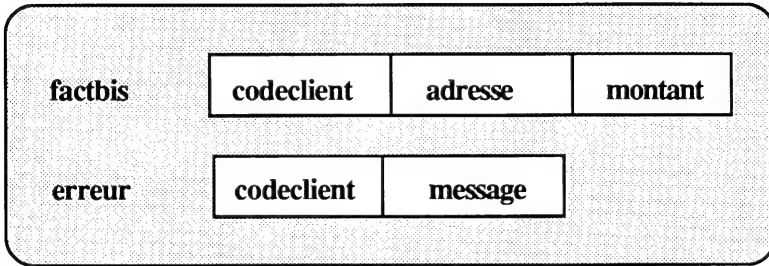 factbis codeclient adresse montant
erreur codeclient message